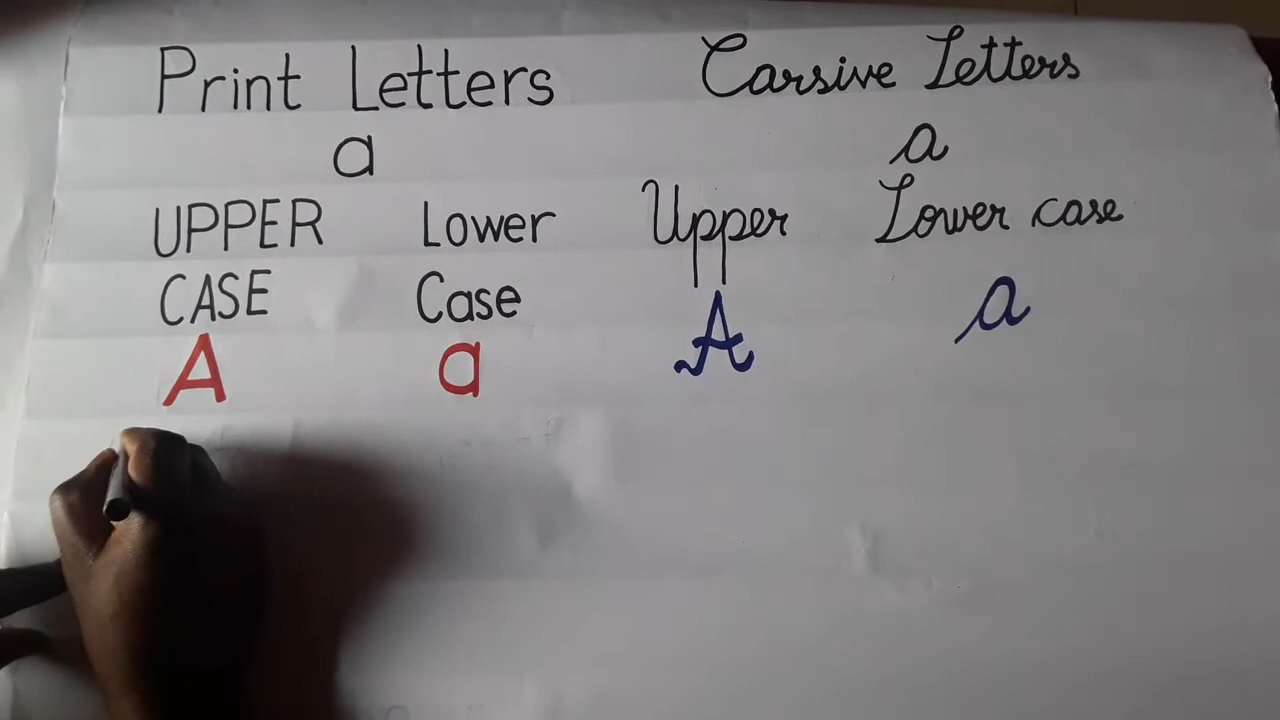 Print Letters Carsive Letters
a a
UPPER Lower Upper Lower case
CASE Case
A a A a